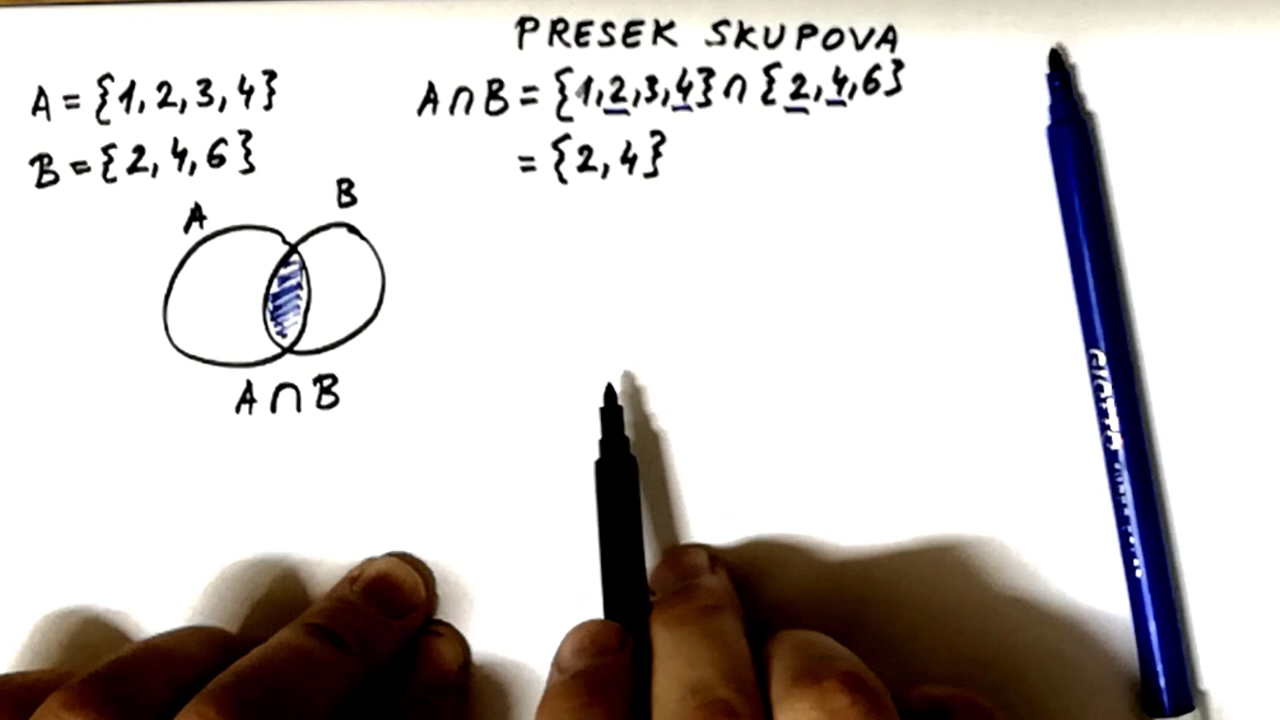 PRESEK SKUPOVA
A = {1, 2, 3, 4}
B = {2, 4, 6}
A ∩ B = {1, 2, 3, 4} ∩ {2, 4, 6}
= {2, 4}
A
B
A ∩ B